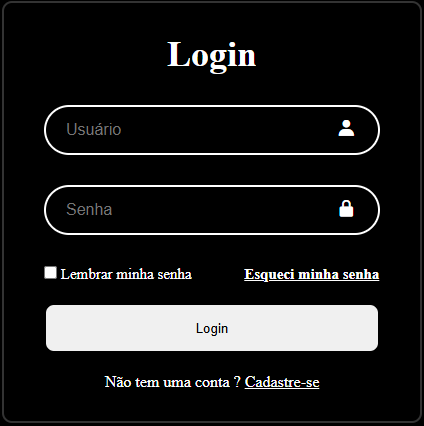 Login
Usuário
Senha
Lembrar minha senha Esqueci minha senha
Login
Não tem uma conta ? Cadastre-se